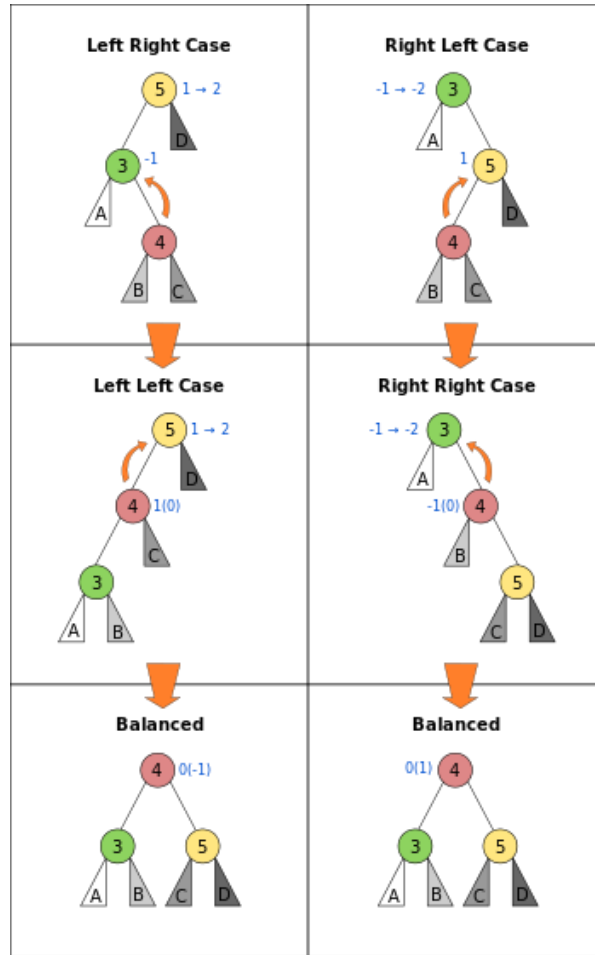 Left Right Case
5 1 → 2
D
3 -1
A
4
B C
Right Left Case
-1 → -2 3
A
1 5
D
4
B C
Left Left Case
5 1 → 2
D
4 1(0)
C
3
A B
Right Right Case
-1 → -2 3
A
-1(0) 4
B
5
C D
Balanced
4 0(-1)
3 5
A B C D
Balanced
0(1) 4
3 5
A B C D